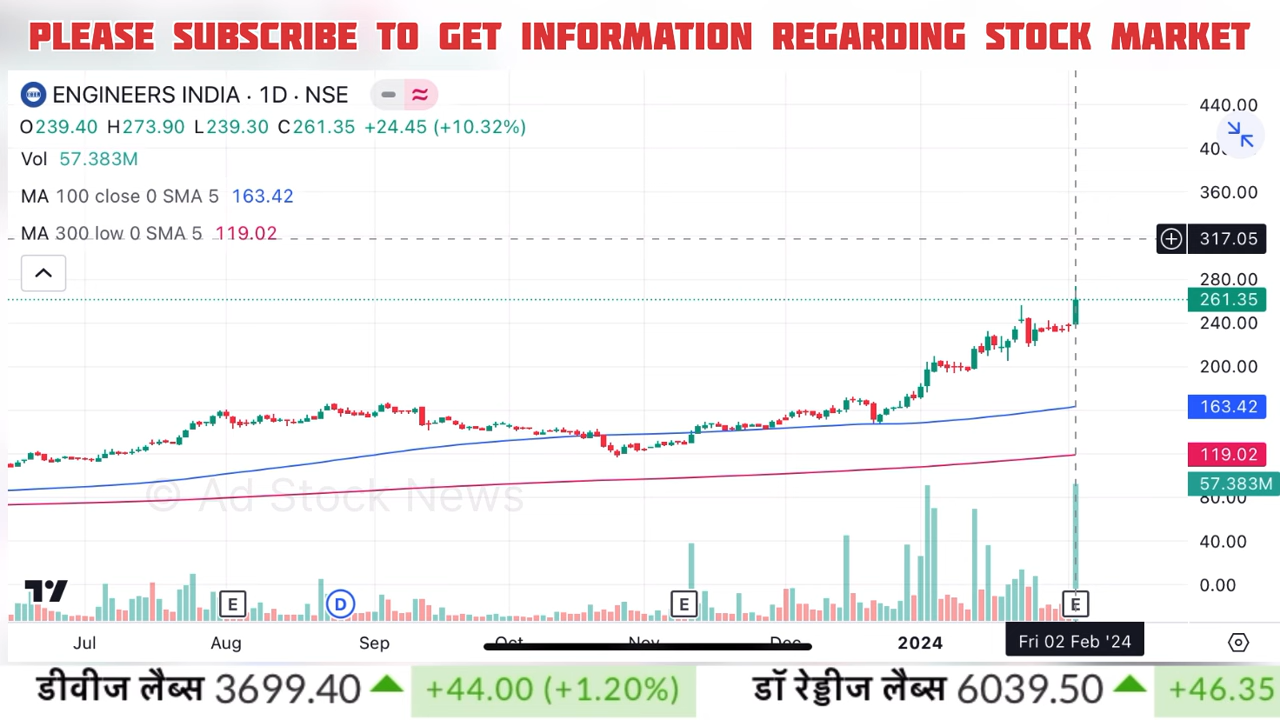 PLEASE SUBSCRIBE TO GET INFORMATION REGARDING STOCK MARKET
ENGINEERS INDIA · 1D · NSE
O239.40 H273.90 L239.30 C261.35 +24.45 (+10.32%)
Vol 57.383M
MA 100 close 0 SMA 5 163.42
MA 300 low 0 SMA 5 119.02
440.00
360.00
317.05
280.00
261.35
240.00
200.00
163.42
119.02
57.383M
80.00
40.00
0.00
© Ad Stock News
E
D
E
E
Jul Aug Sep Oct Nov Dec 2024 Fri 02 Feb '24
डीवीज लैब्स 3699.40 +44.00 (+1.20%) डॉ रेड्डीज लैब्स 6039.50 +46.35